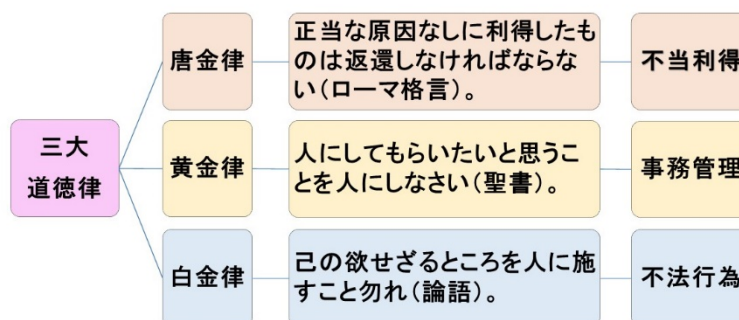 三大
道徳律
唐金律
正当な原因なしに利得したも
のは返還しなければならな
い（ローマ格言）。
不当利得
黄金律
人にしてもらいたいと思うこ
とを人にしなさい（聖書）。
事務管理
白金律
己の欲せざるところを人に施
すこと勿れ（論語）。
不法行為